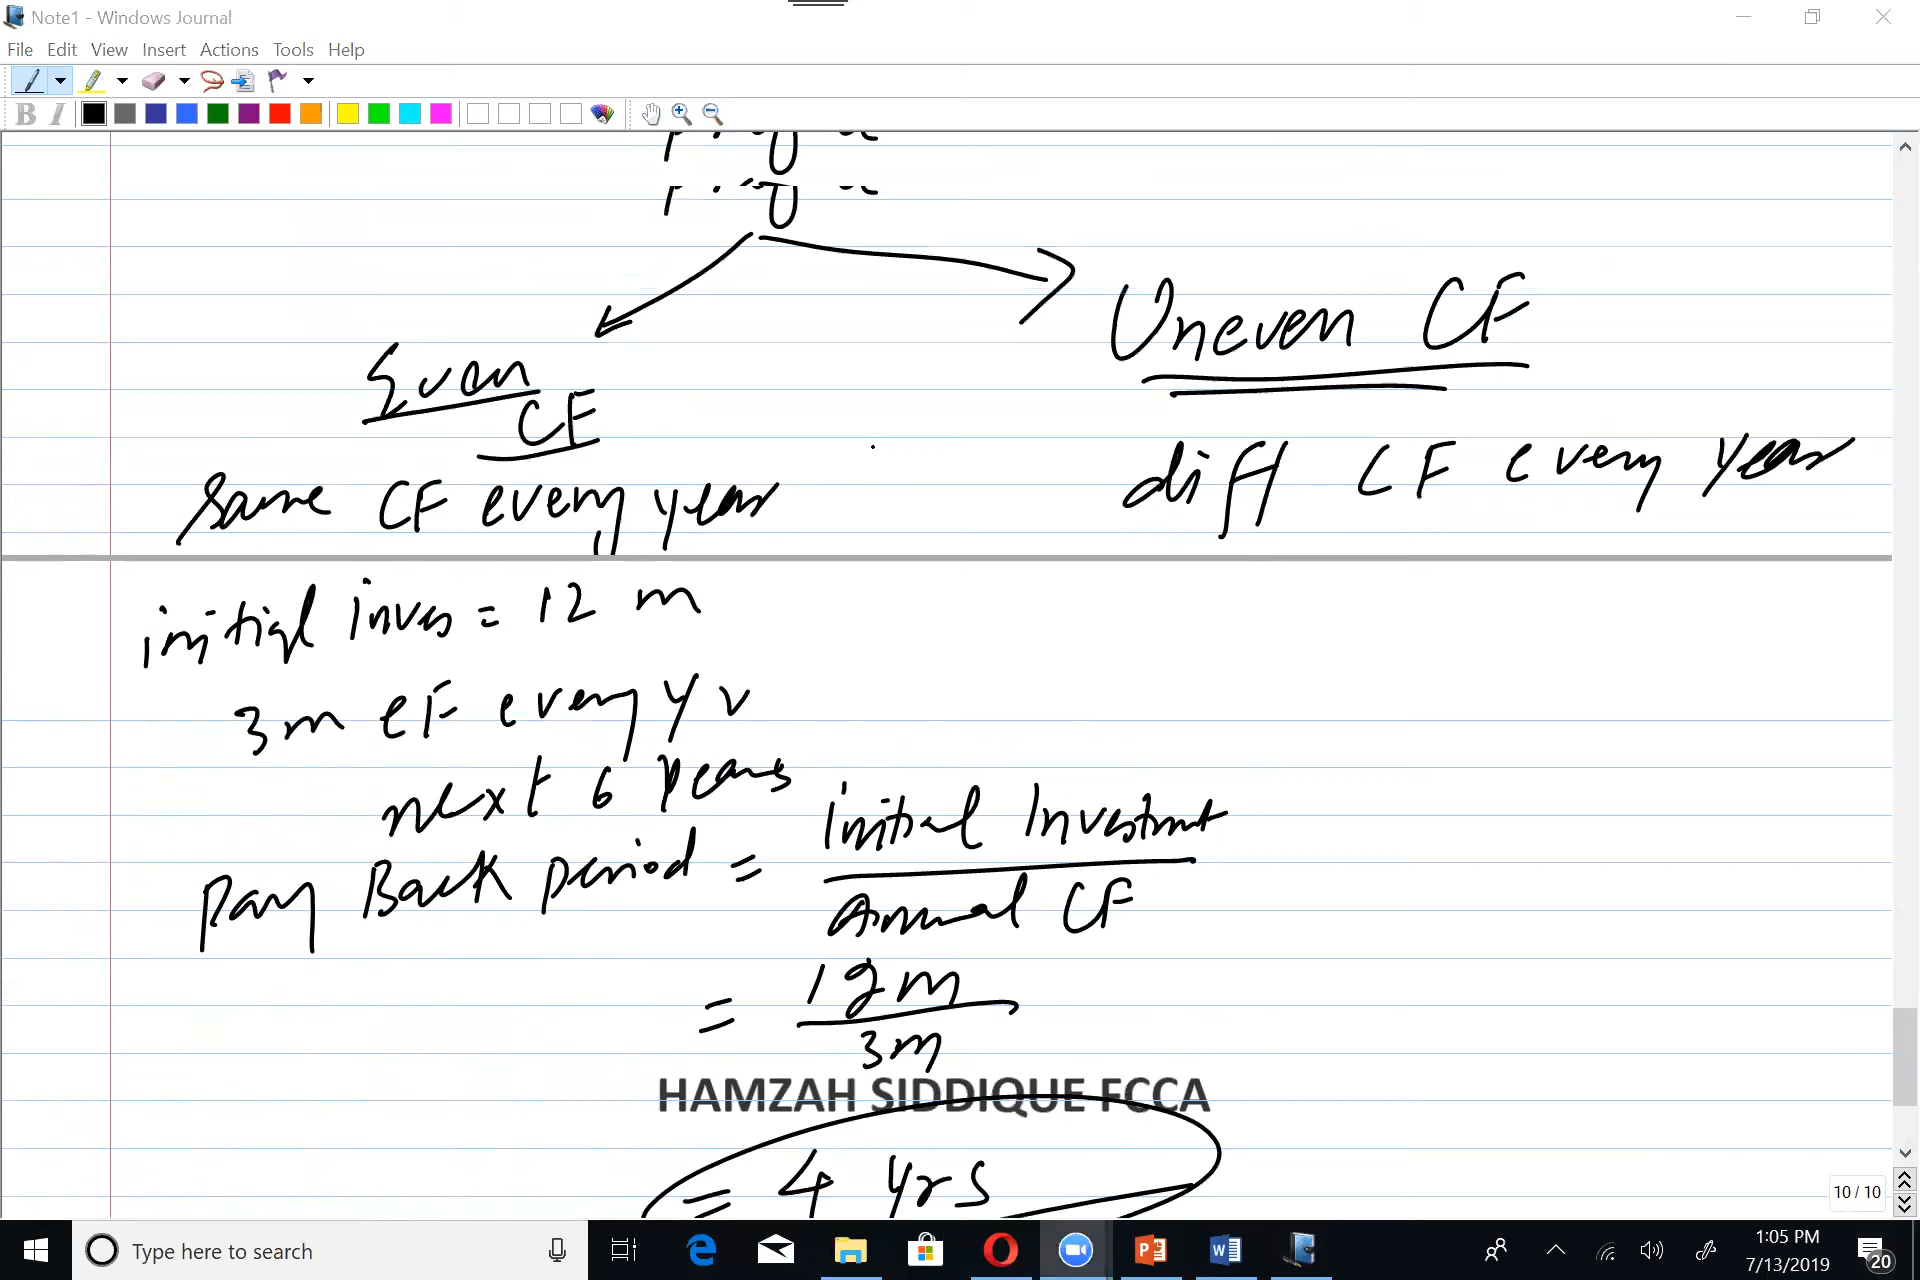 Note1 - Windows Journal
File Edit View Insert Actions Tools Help
B I
Even
CF
Uneven CF
same CF every year
diff CF every year
initial inves = 12 m
3m CF every yr
next 6 years
Pay Back period = initial Investment
Annual CF
= 12m
3m
HAMZAH SIDDIQUE FCCA
= 4 yrs
10 / 10
Type here to search
1:05 PM
7/13/2019
20